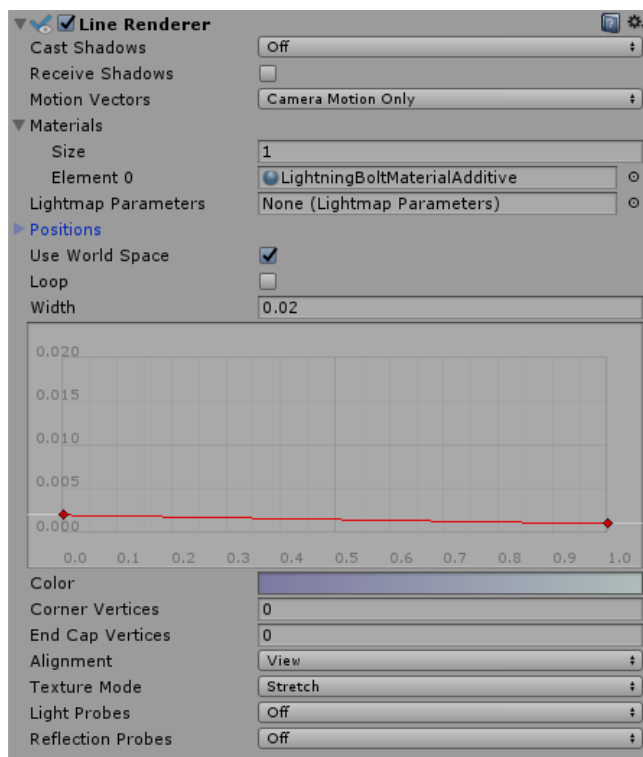 Line Renderer
Cast Shadows Off
Receive Shadows
Motion Vectors Camera Motion Only
Materials
Size 1
Element 0 LightningBoltMaterialAdditive
Lightmap Parameters None (Lightmap Parameters)
Positions
Use World Space
Loop
Width 0.02
0.020
0.015
0.010
0.005
0.000
0.0 0.1 0.2 0.3 0.4 0.5 0.6 0.7 0.8 0.9 1.0
Color
Corner Vertices 0
End Cap Vertices 0
Alignment View
Texture Mode Stretch
Light Probes Off
Reflection Probes Off